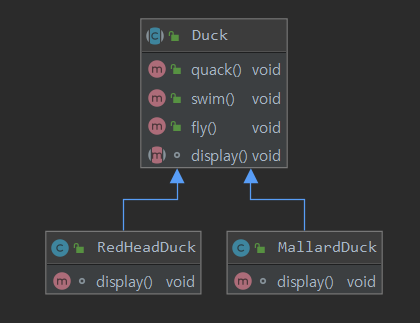 Duck
quack() void
swim() void
fly() void
display() void
RedHeadDuck
display() void
MallardDuck
display() void